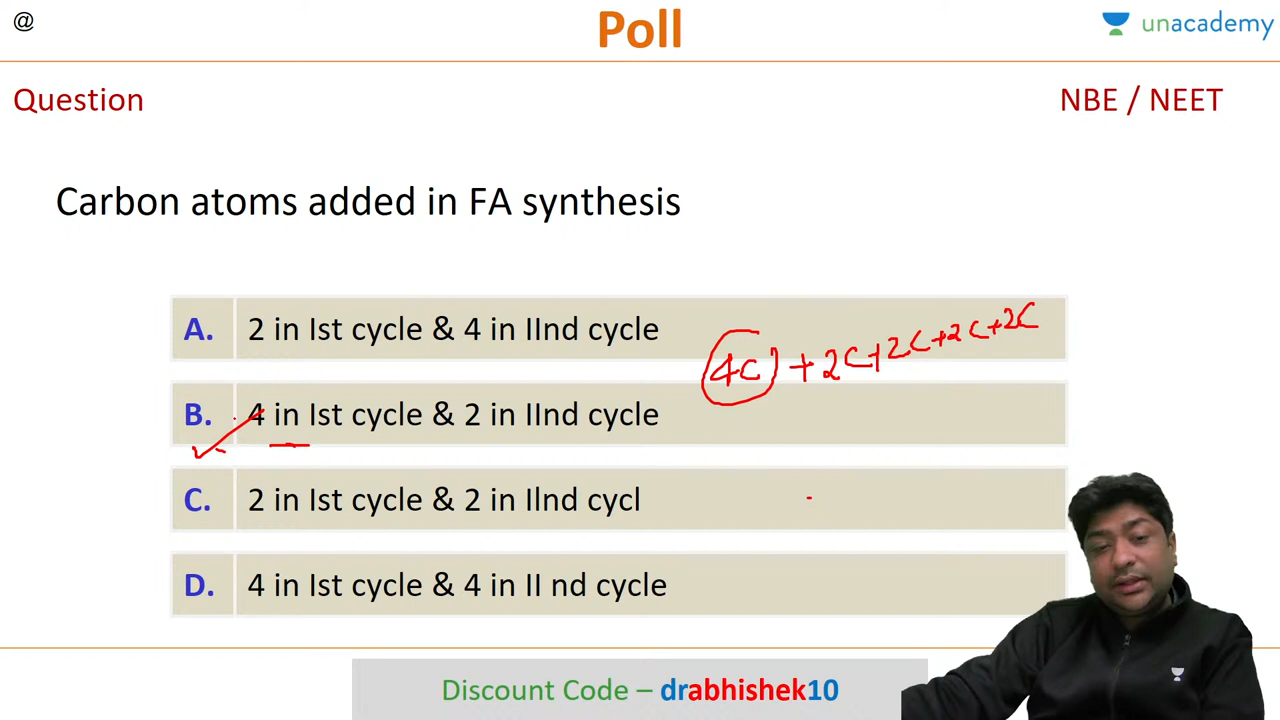 @
Poll
unacademy
Question
NBE / NEET
Carbon atoms added in FA synthesis
A. 2 in Ist cycle & 4 in IInd cycle
4C + 2C + 2C + 2C + 2C
B. 4 in Ist cycle & 2 in IInd cycle
C. 2 in Ist cycle & 2 in IInd cycl
D. 4 in Ist cycle & 4 in II nd cycle
Discount Code – drabhishek10